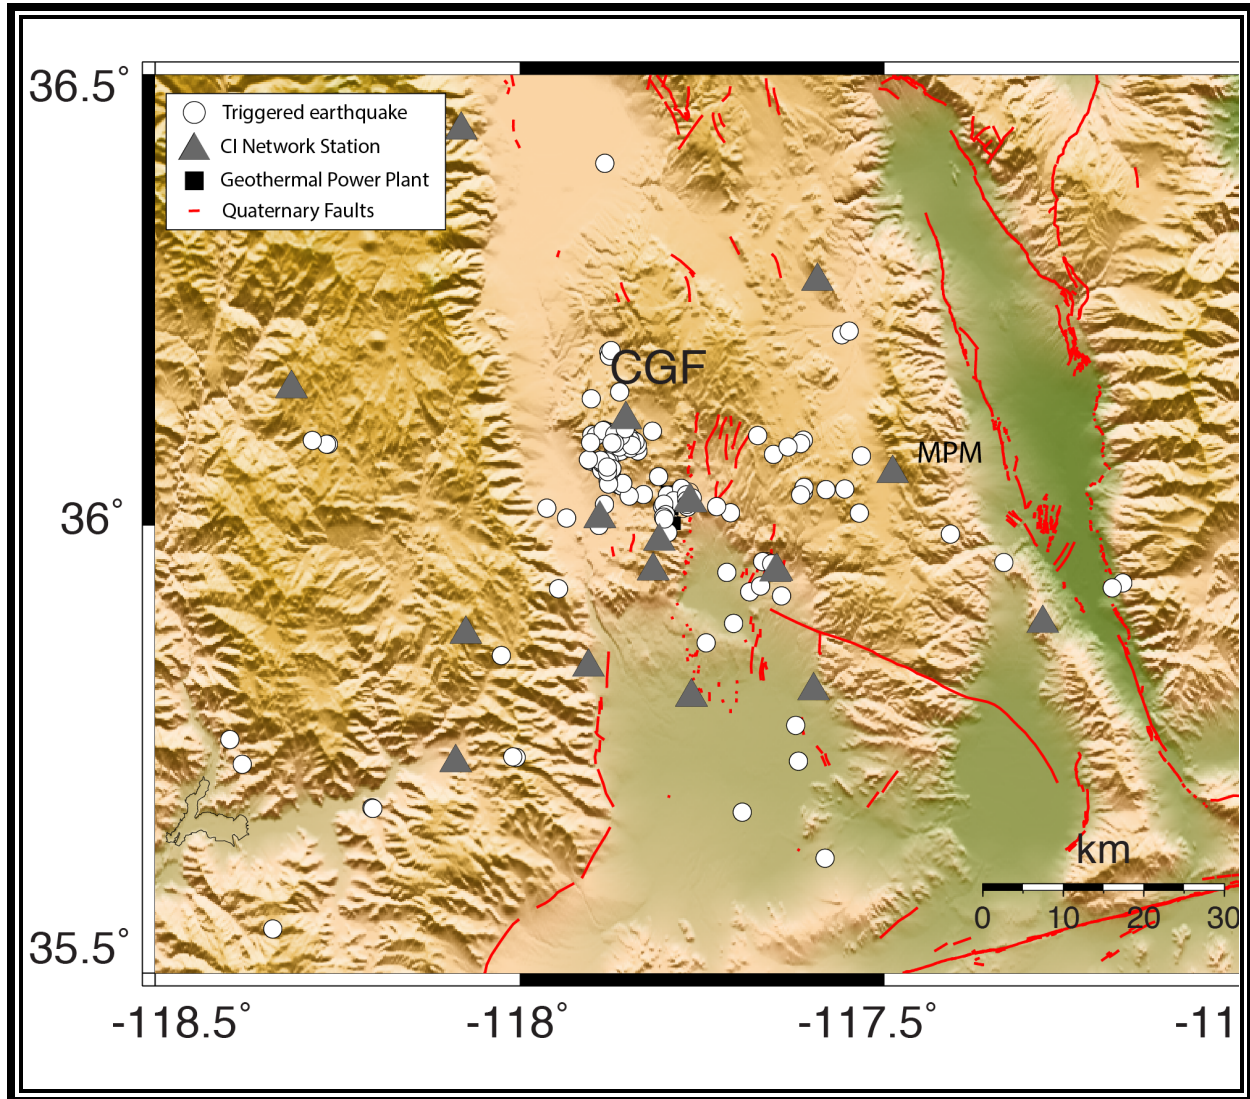 36.5°
Triggered earthquake
CI Network Station
Geothermal Power Plant
Quaternary Faults
CGF
MPM
36°
km
0 10 20 30
35.5°
-118.5° -118° -117.5° -11